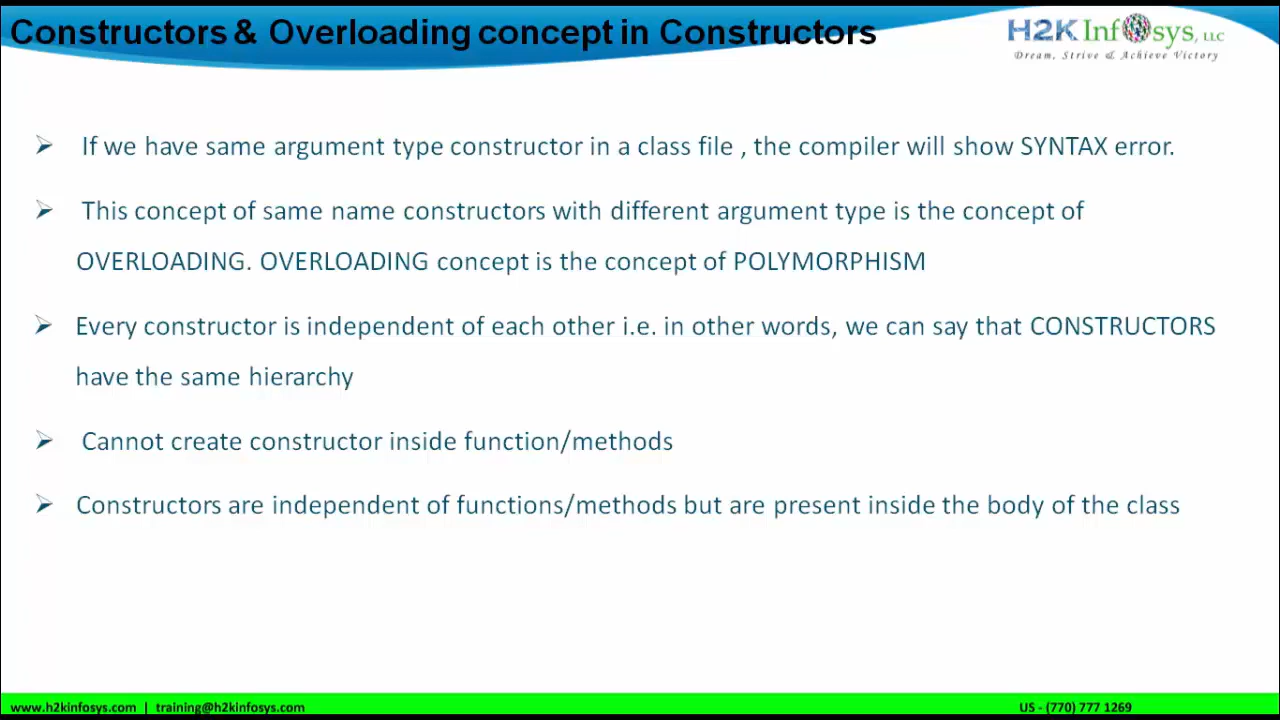 Constructors & Overloading concept in Constructors
H2K Infosys, LLC
Dream, Strive & Achieve Victory
➢ If we have same argument type constructor in a class file , the compiler will show SYNTAX error.
➢ This concept of same name constructors with different argument type is the concept of
OVERLOADING. OVERLOADING concept is the concept of POLYMORPHISM
➢ Every constructor is independent of each other i.e. in other words, we can say that CONSTRUCTORS
have the same hierarchy
➢ Cannot create constructor inside function/methods
➢ Constructors are independent of functions/methods but are present inside the body of the class
www.h2kinfosys.com | training@h2kinfosys.com
US - (770) 777 1269